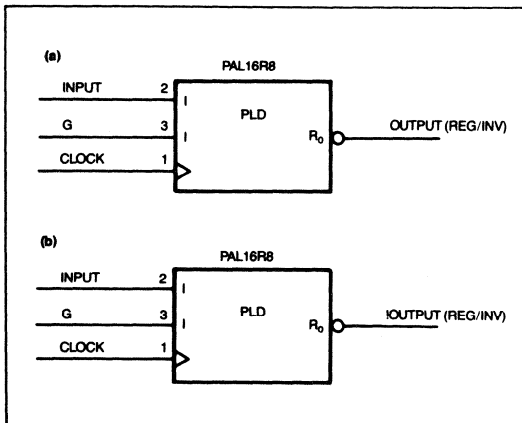 (a)
PAL16R8
INPUT 2 I
PLD
G 3 I
R0 OUTPUT (REG/INV)
CLOCK 1
(b)
PAL16R8
INPUT 2 I
PLD
G 3 I
R0 !OUTPUT (REG/INV)
CLOCK 1